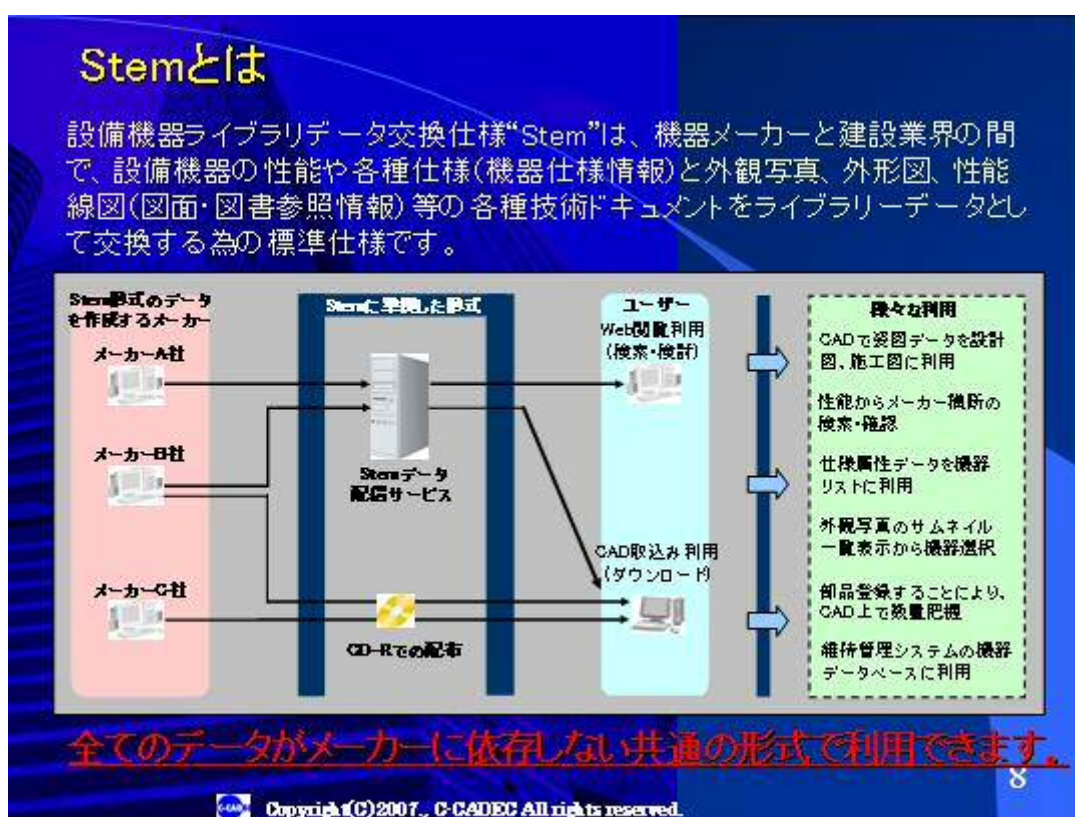 Stemとは
設備機器ライブラリデータ交換仕様“Stem”は、機器メーカーと建設業界の間
で、設備機器の性能や各種仕様(機器仕様情報)と外観写真、外形図、性能
線図(図面・図書参照情報)等の各種技術ドキュメントをライブラリーデータとし
て交換する為の標準仕様です。
Stem形式のデータ
を作成するメーカー
メーカーA社
メーカーB社
メーカーC社
Stemに準拠した形式
Stemデータ
配信サービス
CD-Rでの配布
ユーザー
Web閲覧利用
(検索・検討)
CAD取込み利用
(ダウンロード)
様々な利用
CADで姿図データを設計
図、施工図に利用
性能からメーカー横断の
検索・確認
仕様属性データを機器
リストに利用
外観写真のサムネイル
一覧表示から機器選択
部品登録することにより、
CAD上で数量把握
維持管理システムの機器
データベースに利用
全てのデータがメーカーに依存しない共通の形式で利用できます。
8
C-CADEC
Copyright(C)2007., C-CADEC All rights reserved.